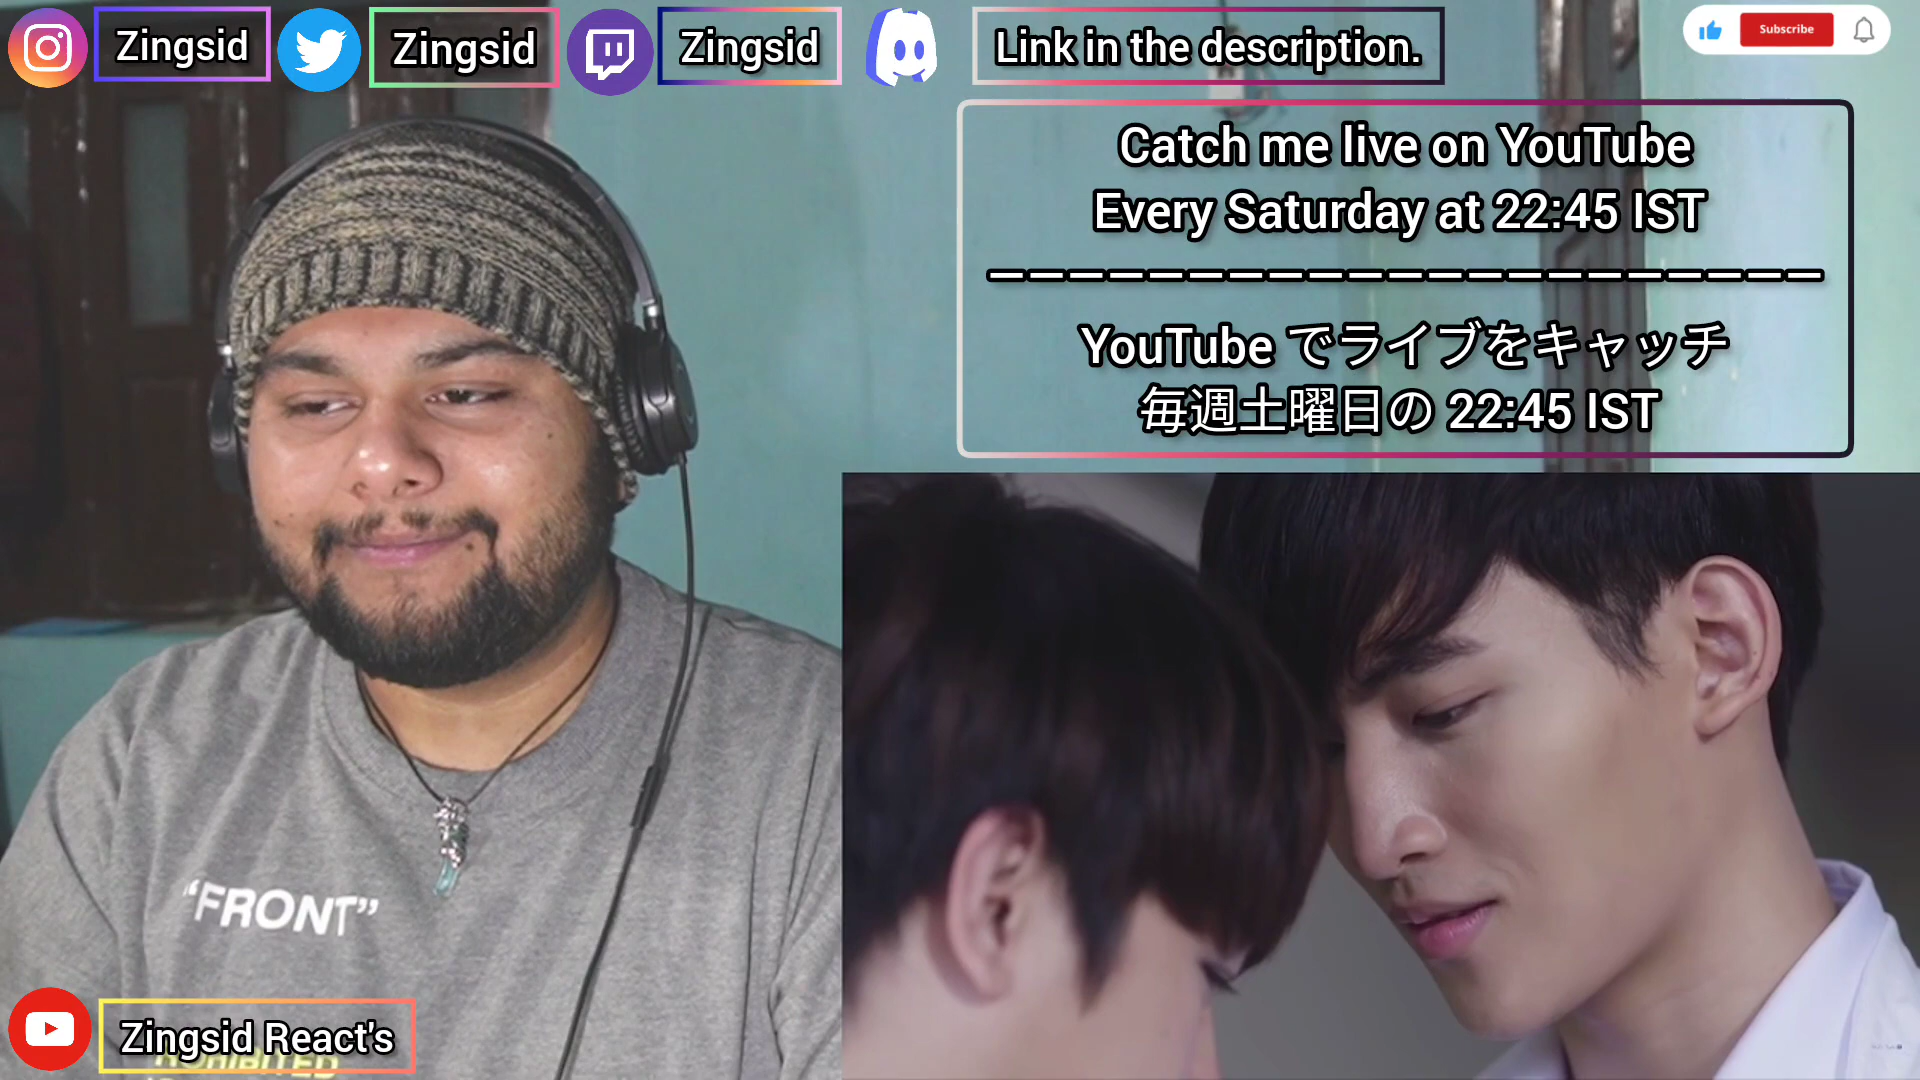 Zingsid
Zingsid
Zingsid
Link in the description.
Subscribe
Catch me live on YouTube
Every Saturday at 22:45 IST
YouTube でライブをキャッチ
毎週土曜日の 22:45 IST
"FRONT"
Zingsid React's